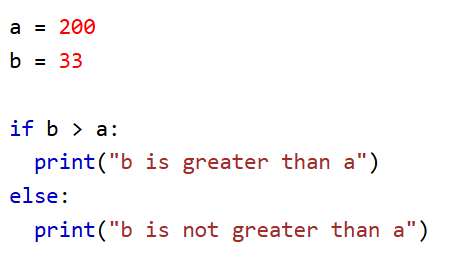 a = 200
b = 33

if b > a:
  print("b is greater than a")
else:
  print("b is not greater than a")